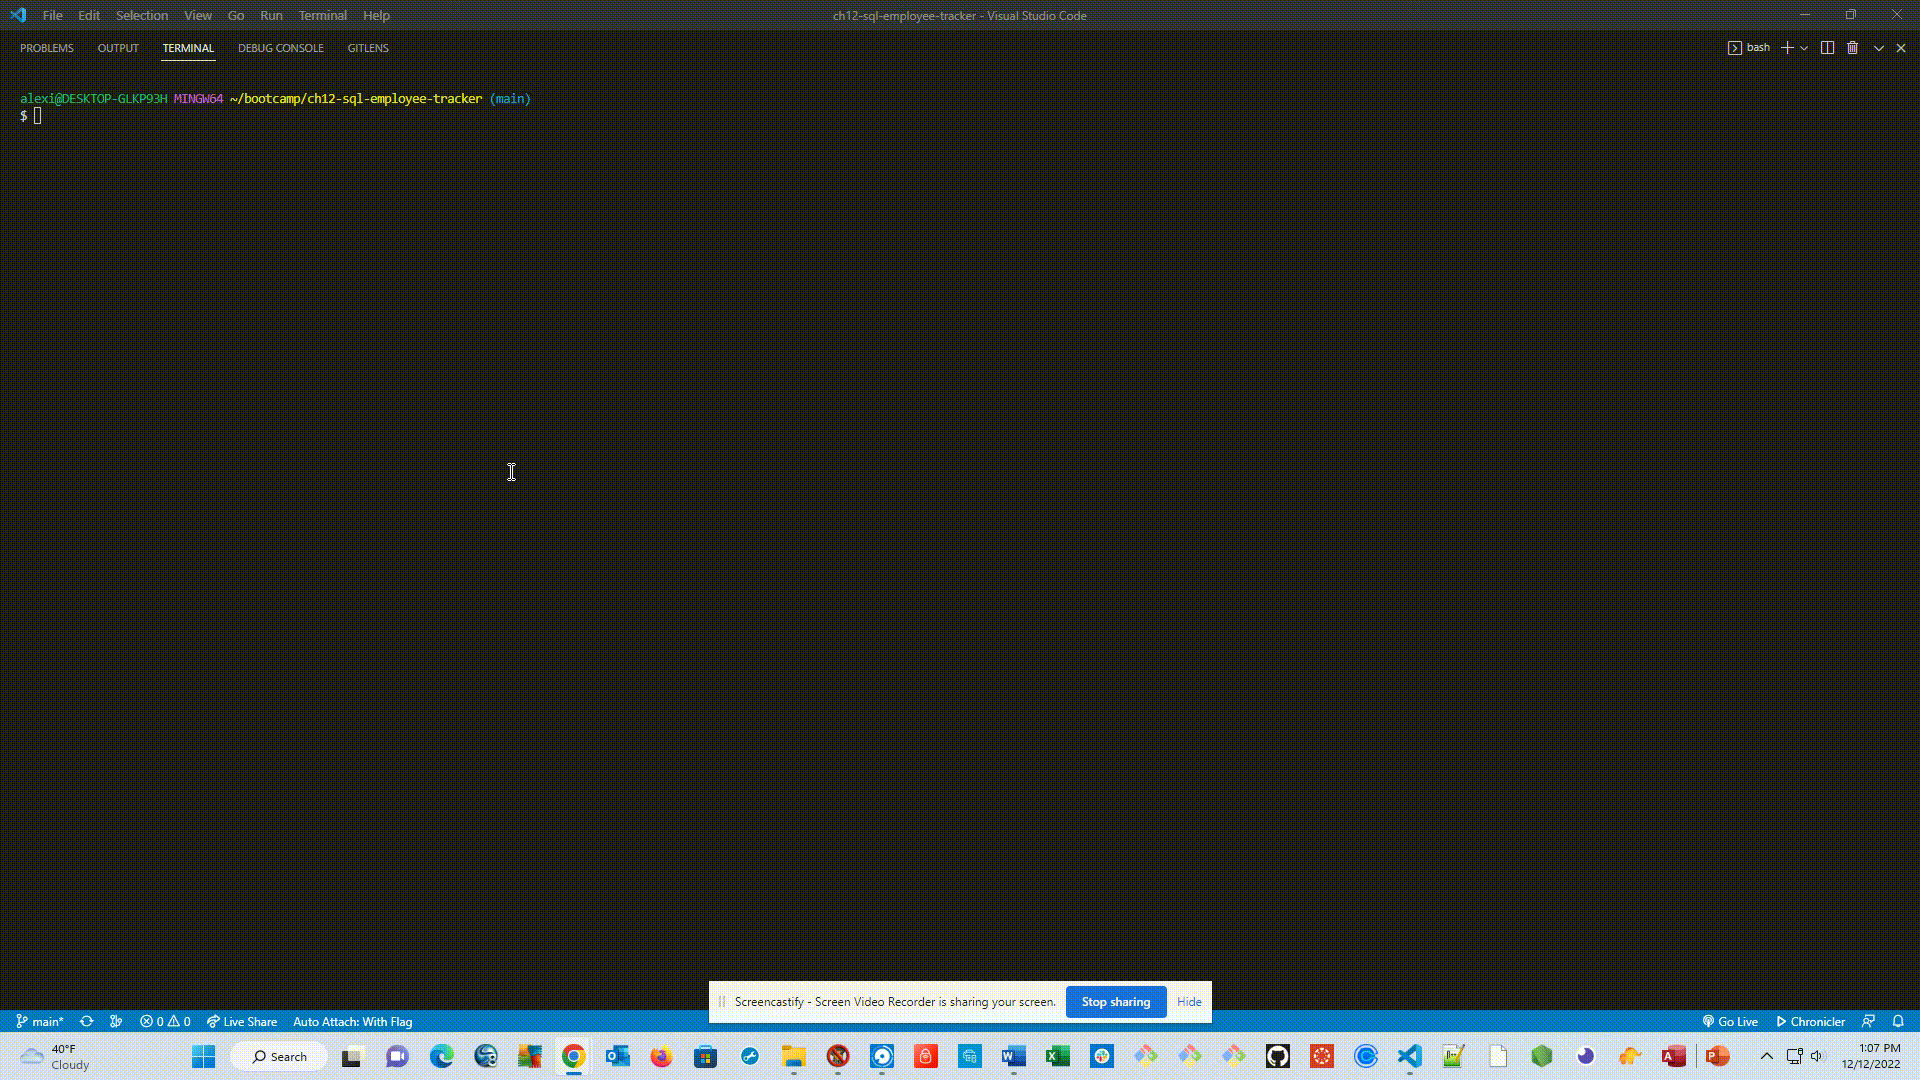 File Edit Selection View Go Run Terminal Help ch12-sql-employee-tracker - Visual Studio Code
PROBLEMS OUTPUT TERMINAL DEBUG CONSOLE GITLENS bash
alexi@DESKTOP-GLKP93H MINGW64 ~/bootcamp/ch12-sql-employee-tracker (main)
$
Screencastify - Screen Video Recorder is sharing your screen. Stop sharing Hide
main* 0 0 Live Share Auto Attach: With Flag Go Live Chronicler
40°F
Cloudy
Search
1:07 PM
12/12/2022